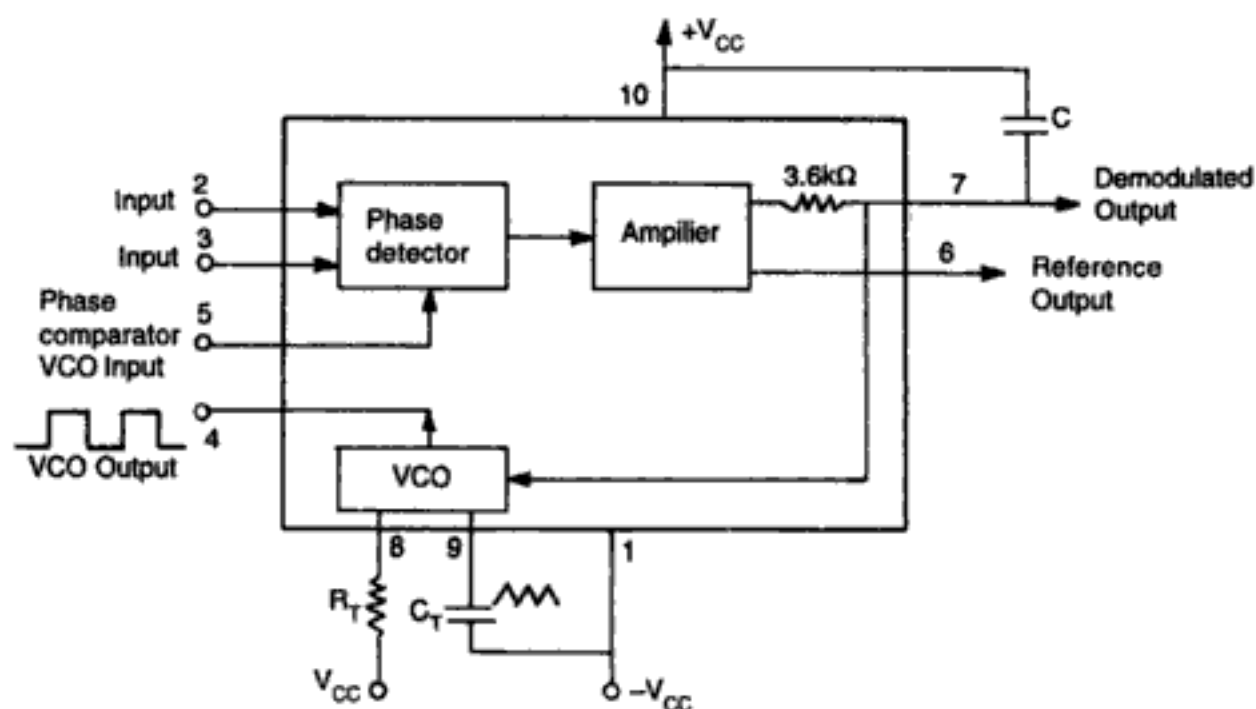 +V_CC
10
C
3.6kΩ
7
Demodulated
Output
Input 2
Phase
detector
Ampilier
Input 3
6
Reference
Output
Phase
comparator
VCO Input
5
4
VCO Output
VCO
8
9
1
R_T
C_T
V_CC
–V_CC